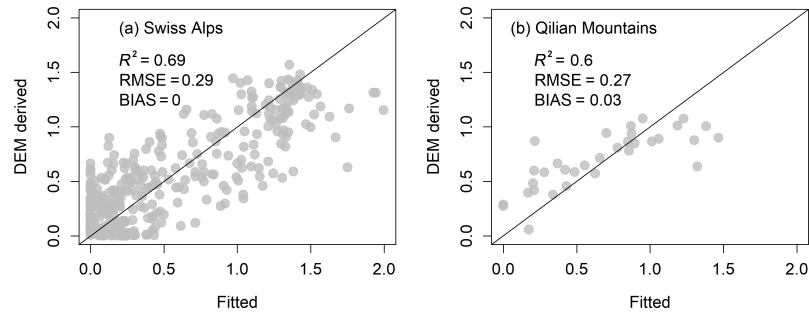 (a) Swiss Alps
R² = 0.69
RMSE = 0.29
BIAS = 0
DEM derived
2.0
1.5
1.0
0.5
0.0
0.0 0.5 1.0 1.5 2.0
Fitted
(b) Qilian Mountains
R² = 0.6
RMSE = 0.27
BIAS = 0.03
DEM derived
2.0
1.5
1.0
0.5
0.0
0.0 0.5 1.0 1.5 2.0
Fitted